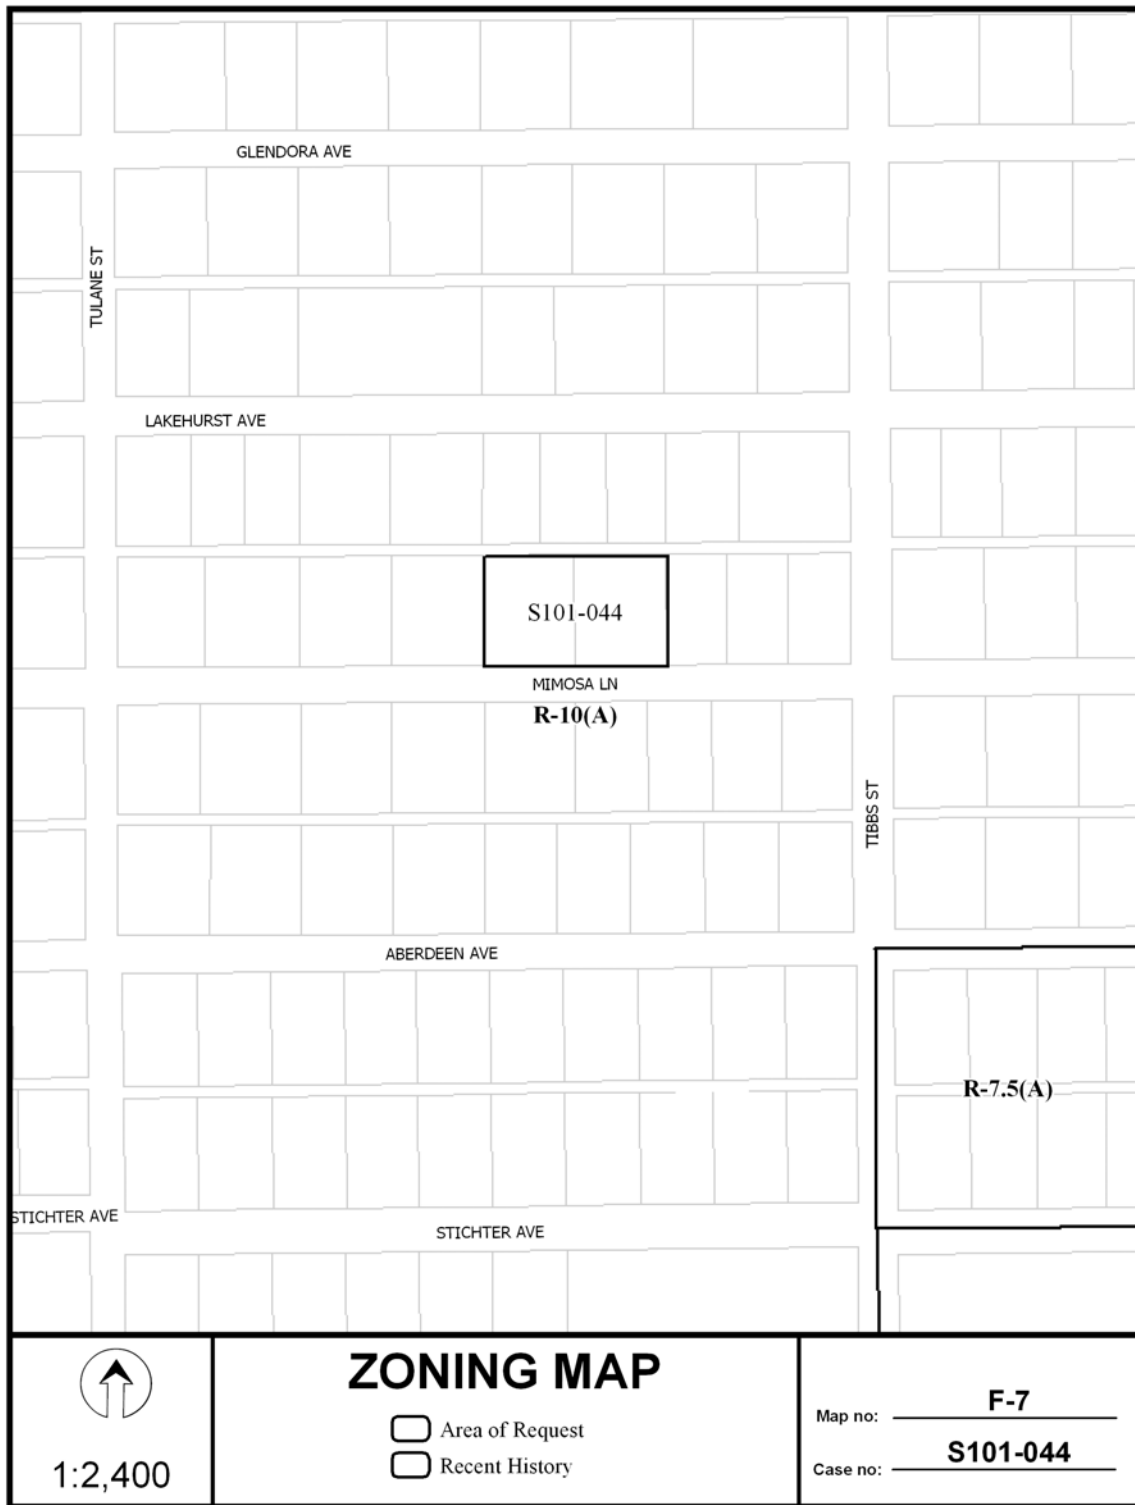 GLENDORA AVE
TULANE ST
LAKEHURST AVE
S101-044
MIMOSA LN
R-10(A)
TIBBS ST
ABERDEEN AVE
R-7.5(A)
STICHTER AVE
STICHTER AVE
1:2,400
ZONING MAP
Area of Request
Recent History
Map no: F-7
Case no: S101-044